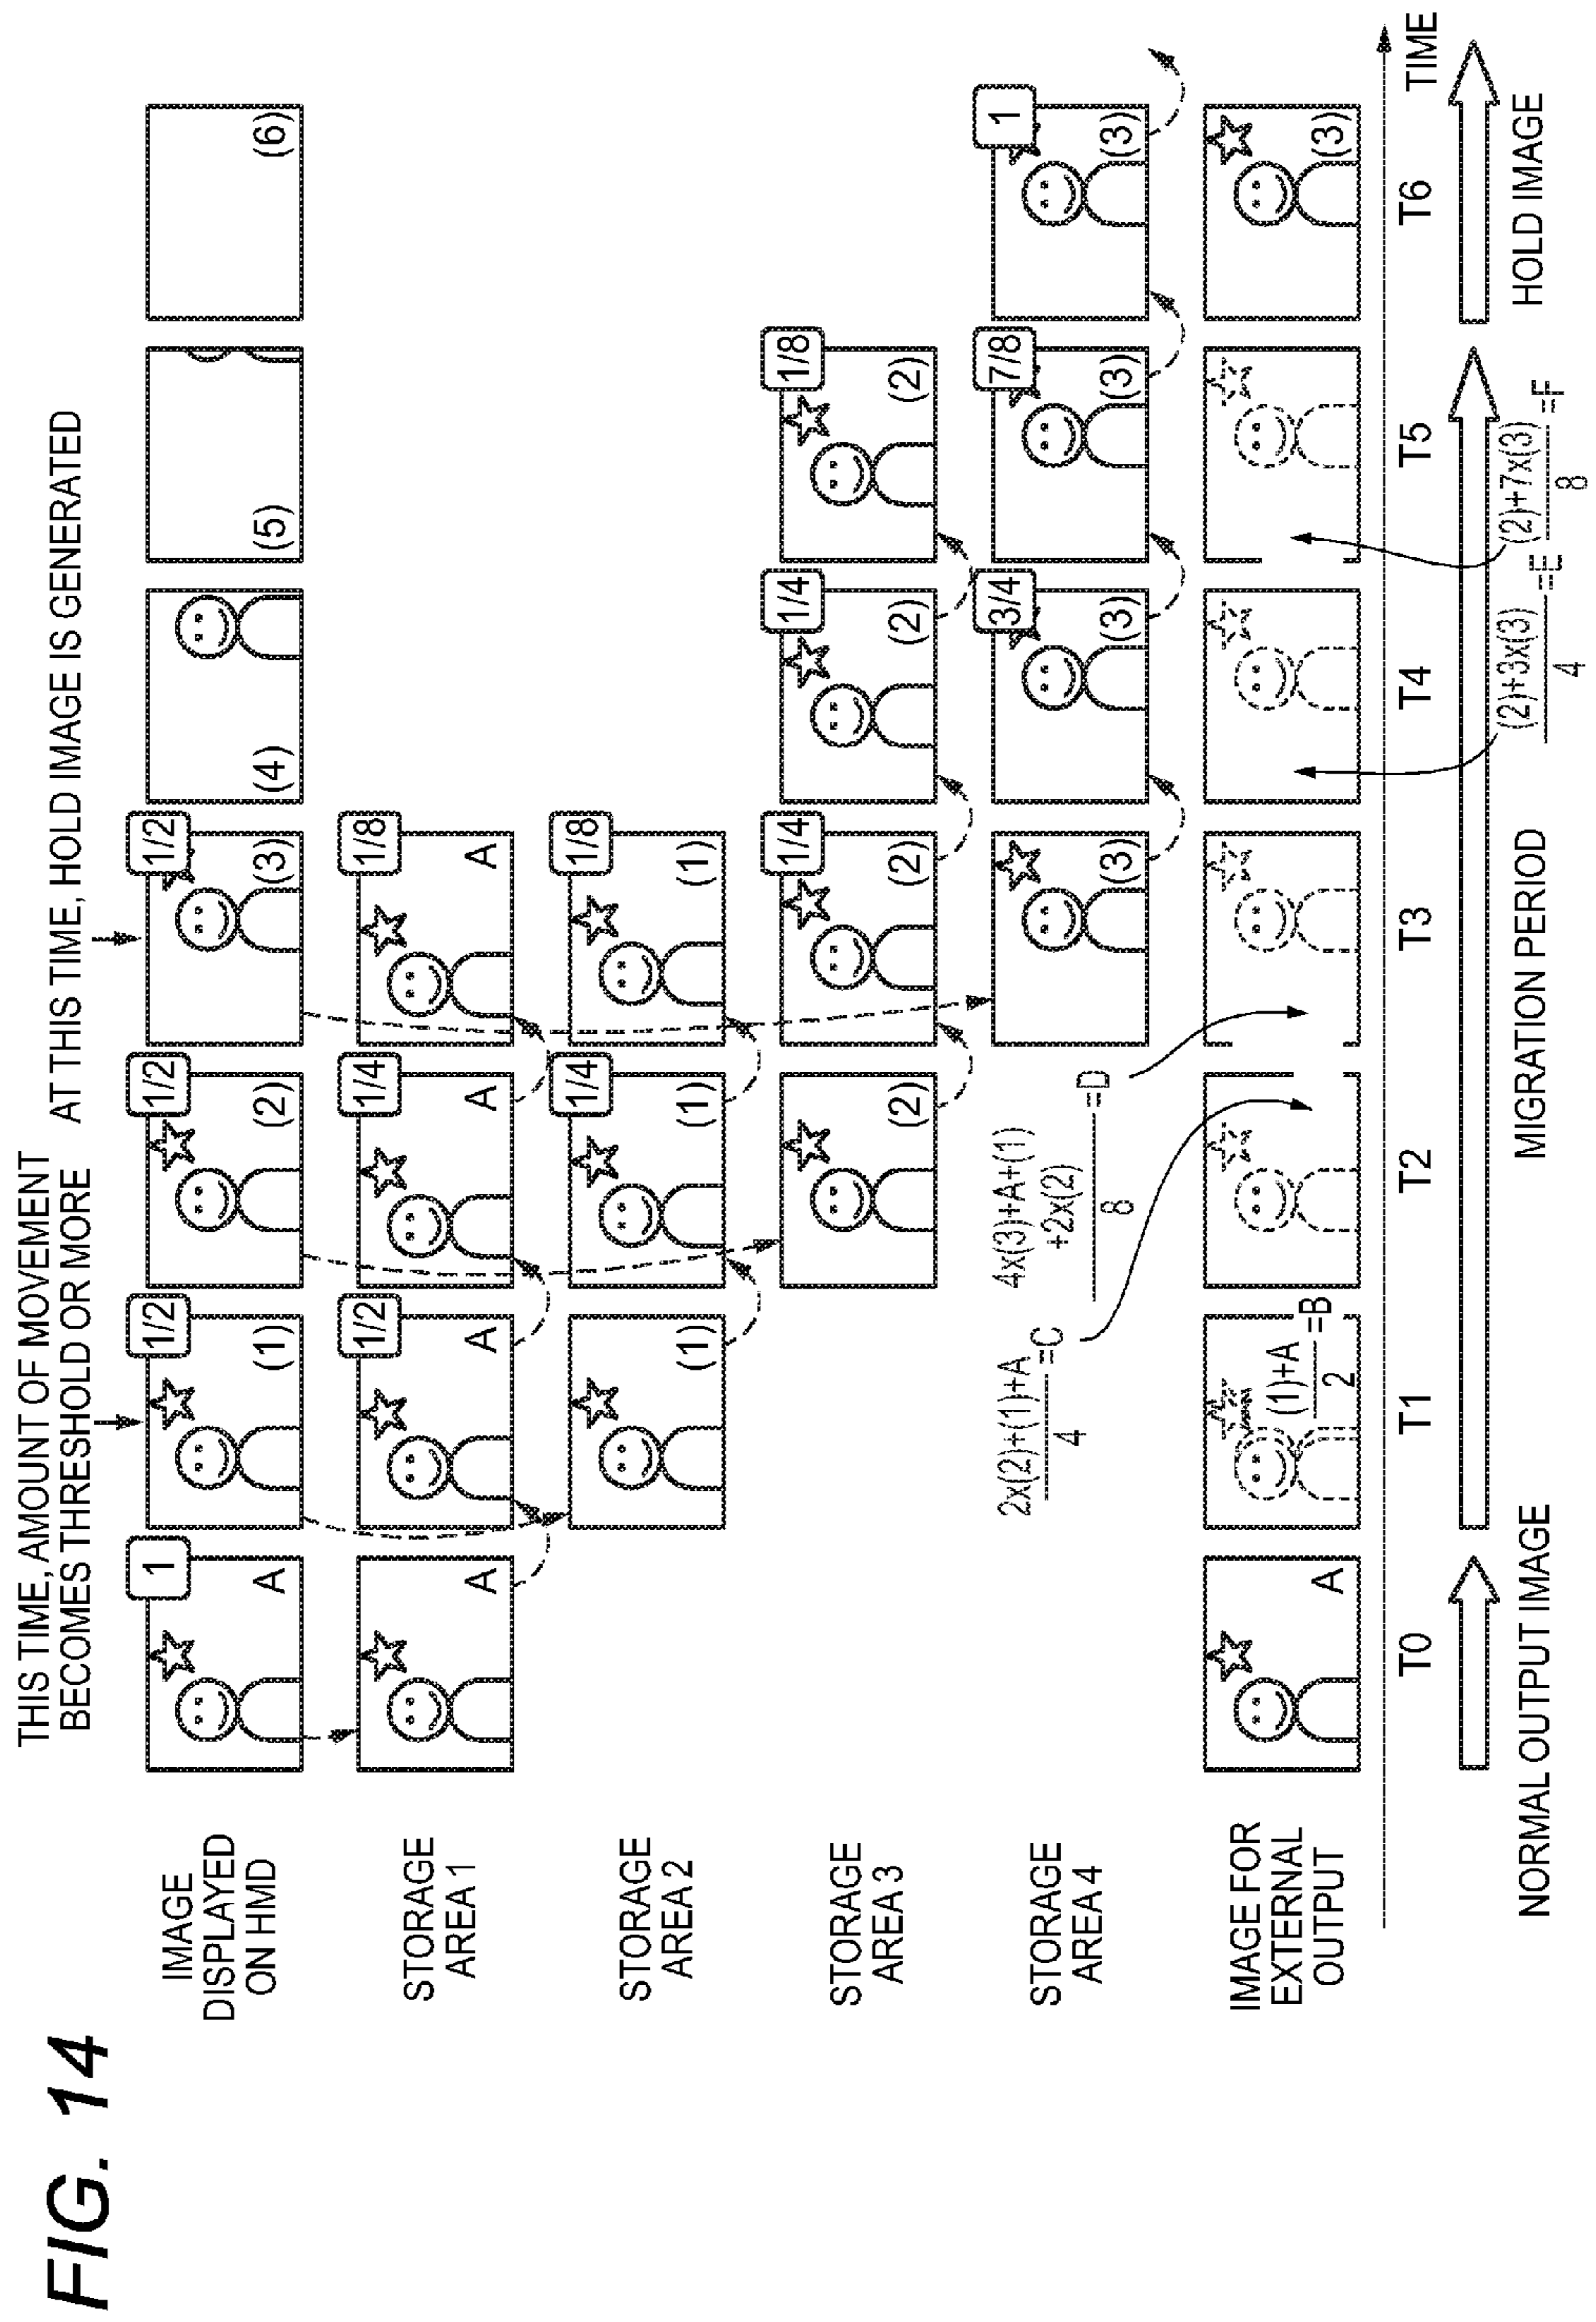 FIG. 14
THIS TIME, AMOUNT OF MOVEMENT
BECOMES THRESHOLD OR MORE
AT THIS TIME, HOLD IMAGE IS GENERATED
IMAGE
DISPLAYED
ON HMD
1
A
1/2
(1)
1/2
(2)
1/2
(3)
(4)
(5)
(6)
STORAGE
AREA 1
A
1/2
A
1/4
A
1/8
A
STORAGE
AREA 2
(1)
1/4
(1)
1/8
(1)
STORAGE
AREA 3
(2)
1/4
(2)
1/4
(2)
1/8
(2)
STORAGE
AREA 4
2x(2)+(1)+A
4
=C
4x(3)+A+(1)
+2x(2)
8
=D
(3)
3/4
(3)
7/8
(3)
1
(3)
IMAGE FOR
EXTERNAL
OUTPUT
A
(1)+A
2
=B
(3)
T0
T1
T2
T3
T4
T5
T6
TIME
NORMAL OUTPUT IMAGE
MIGRATION PERIOD
(2)+3x(3)
4
=E
(2)+7x(3)
8
=F
HOLD IMAGE